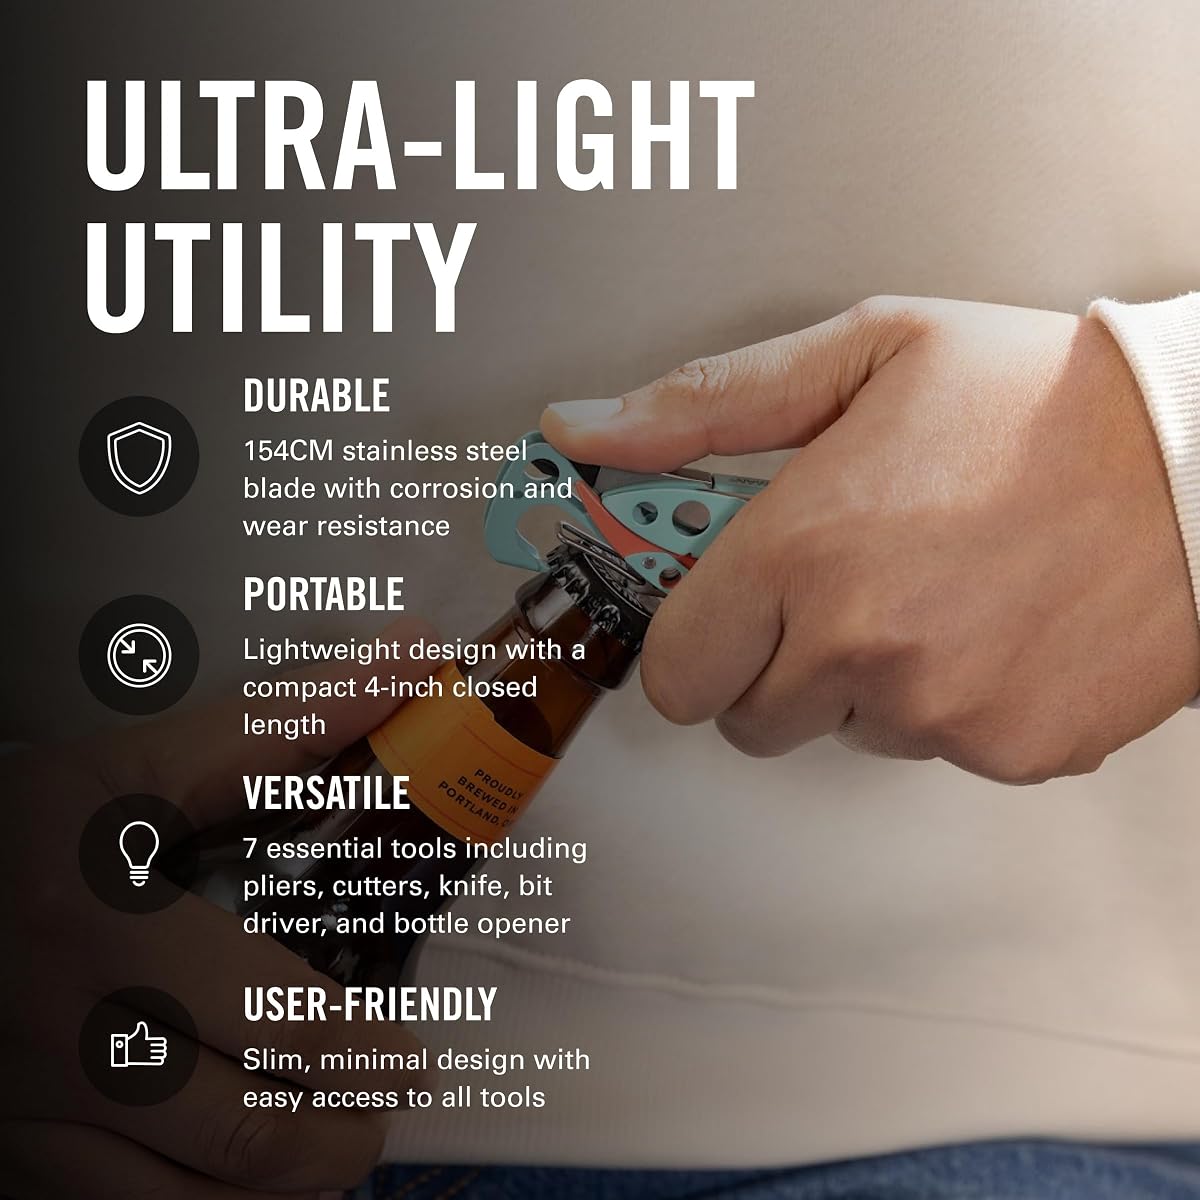 ULTRA-LIGHT
UTILITY
DURABLE
154CM stainless steel
blade with corrosion and
wear resistance
PORTABLE
Lightweight design with a
compact 4-inch closed
length
VERSATILE
7 essential tools including
pliers, cutters, knife, bit
driver, and bottle opener
USER-FRIENDLY
Slim, minimal design with
easy access to all tools
PROUDLY
BREWED IN
PORTLAND,